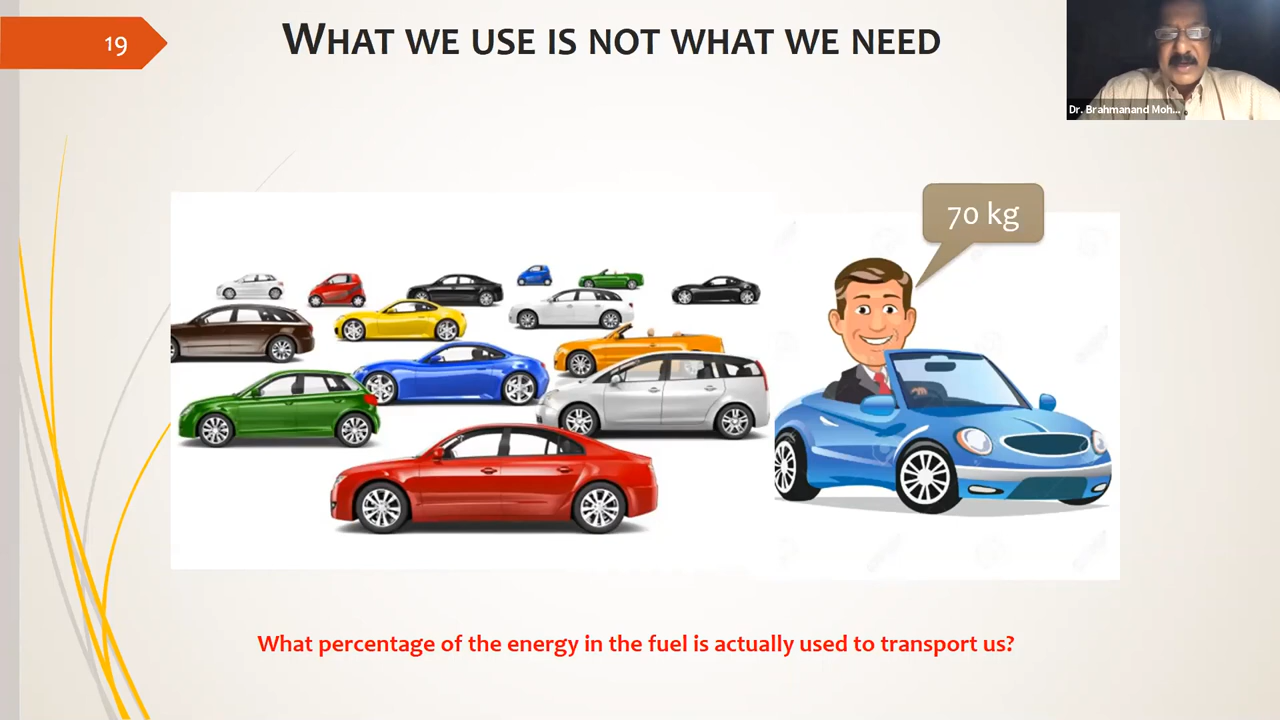 19
WHAT WE USE IS NOT WHAT WE NEED
Dr. Brahmanand Moh...
70 kg
What percentage of the energy in the fuel is actually used to transport us?